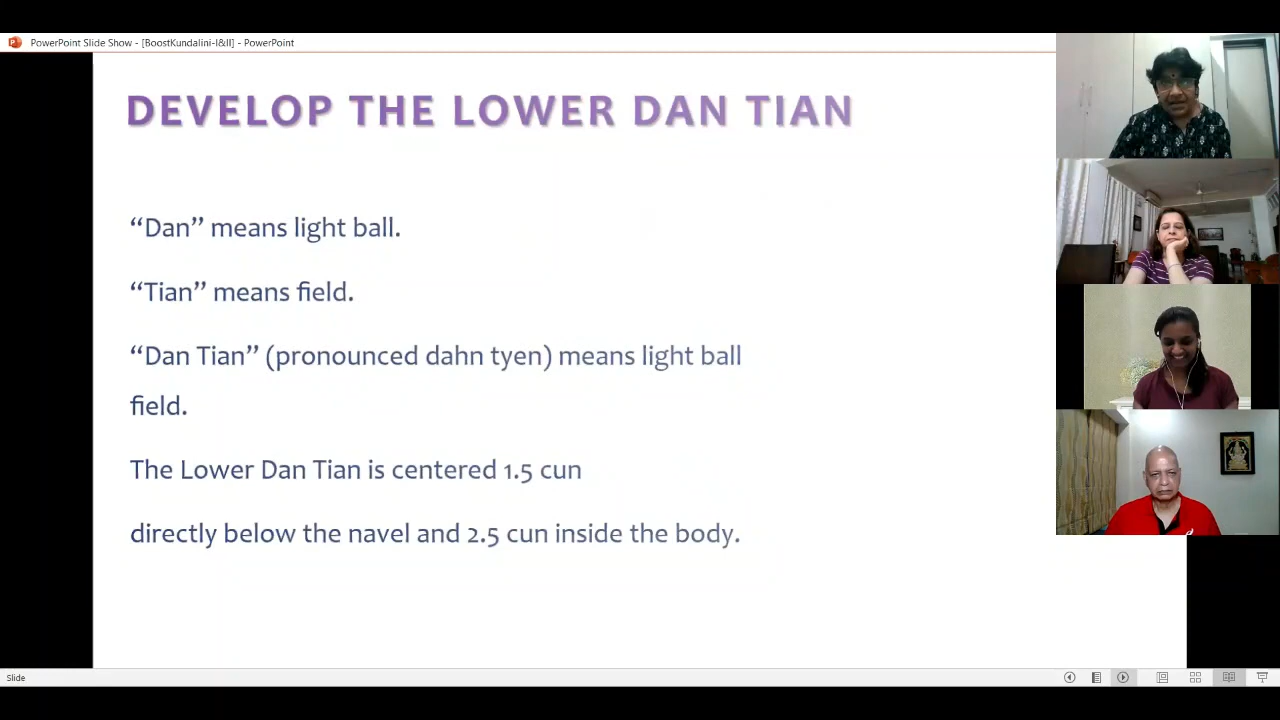 PowerPoint Slide Show - [BoostKundalini-I&II] - PowerPoint
DEVELOP THE LOWER DAN TIAN
“Dan” means light ball.
“Tian” means field.
“Dan Tian” (pronounced dahn tyen) means light ball
field.
The Lower Dan Tian is centered 1.5 cun
directly below the navel and 2.5 cun inside the body.
Slide